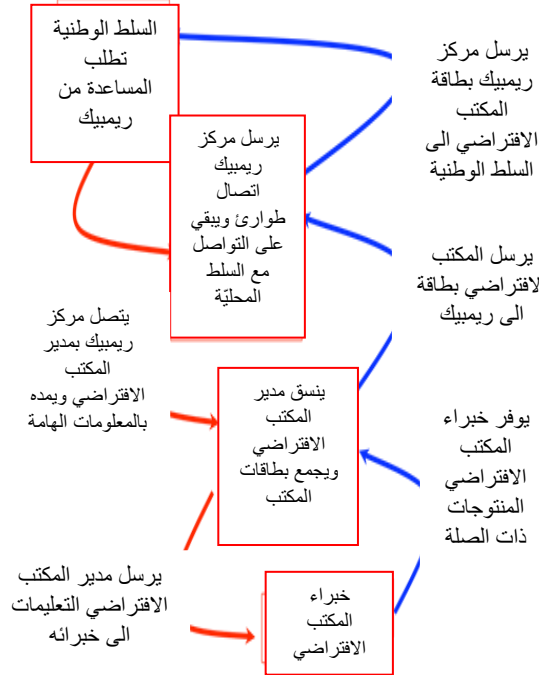 السلط الوطنية
تطلب
المساعدة من
ريمبيك
يرسل مركز
ريمبيك بطاقة
المكتب
الافتراضي الى
السلط الوطنية
يرسل مركز
ريمبيك
اتصال
طوارئ ويبقي
على التواصل
مع السلط
المحليّة
يرسل المكتب
لافتراضي بطاقة
الى ريمبيك
يتصل مركز
ريمبيك بمدير
المكتب
الافتراضي ويمده
بالمعلومات الهامة
ينسق مدير
المكتب
الافتراضي
ويجمع بطاقات
المكتب
يوفر خبراء
المكتب
الافتراضي
المنتوجات
ذات الصلة
يرسل مدير المكتب
الافتراضي التعليمات
الى خبرائه
خبراء
المكتب
الافتراضي